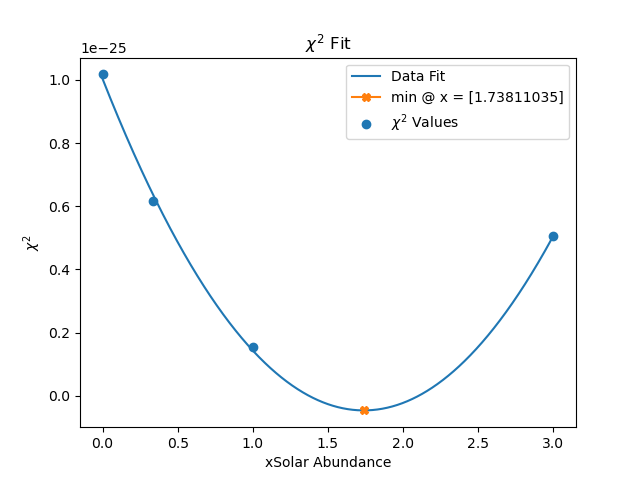 χ² Fit
1e−25
1.0
0.8
0.6
0.4
0.2
0.0
χ²
0.0 0.5 1.0 1.5 2.0 2.5 3.0
xSolar Abundance
Data Fit
min @ x = [1.73811035]
χ² Values